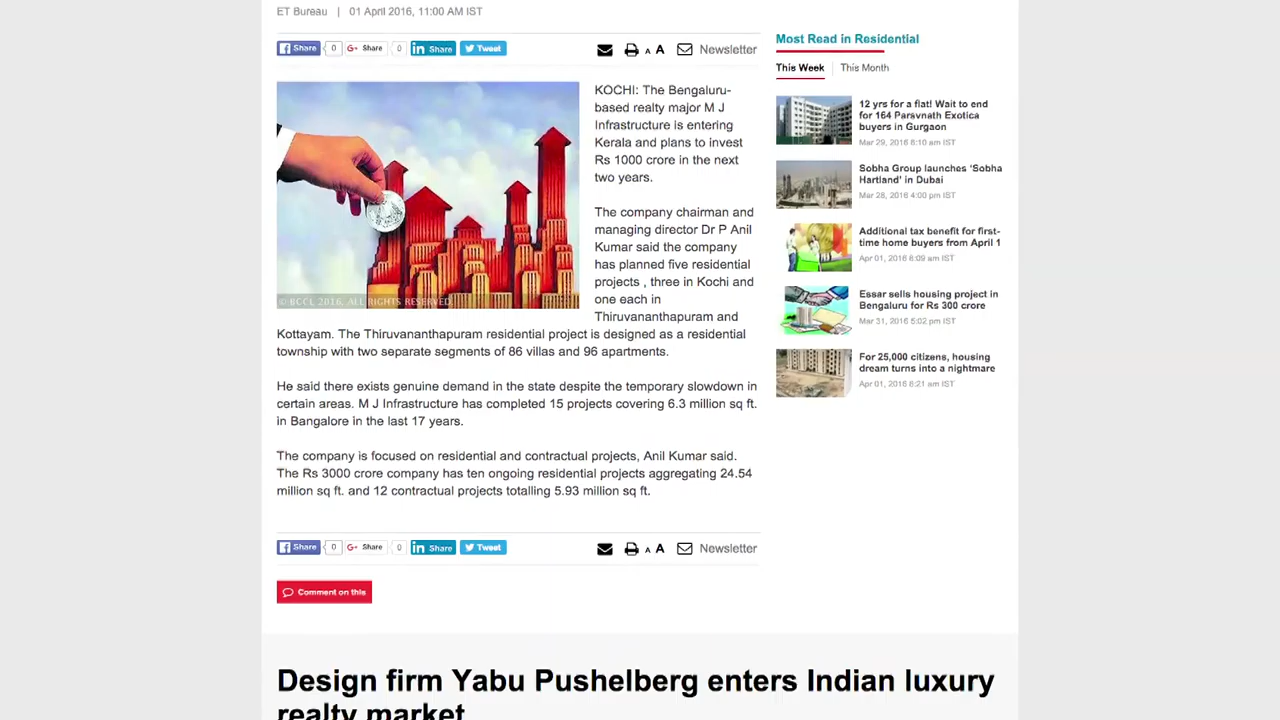 ET Bureau | 01 April 2016, 11:00 AM IST
Share 0 G+ Share 0 in Share Tweet A A Newsletter
© BCCL 2016, ALL RIGHTS RESERVED
KOCHI: The Bengaluru-
based realty major M J
Infrastructure is entering
Kerala and plans to invest
Rs 1000 crore in the next
two years.
The company chairman and
managing director Dr P Anil
Kumar said the company
has planned five residential
projects , three in Kochi and
one each in
Thiruvananthapuram and
Kottayam. The Thiruvananthapuram residential project is designed as a residential
township with two separate segments of 86 villas and 96 apartments.
He said there exists genuine demand in the state despite the temporary slowdown in
certain areas. M J Infrastructure has completed 15 projects covering 6.3 million sq ft.
in Bangalore in the last 17 years.
The company is focused on residential and contractual projects, Anil Kumar said.
The Rs 3000 crore company has ten ongoing residential projects aggregating 24.54
million sq ft. and 12 contractual projects totalling 5.93 million sq ft.
Share 0 G+ Share 0 in Share Tweet A A Newsletter
Comment on this
Most Read in Residential
This Week This Month
12 yrs for a flat! Wait to end
for 164 Parsvnath Exotica
buyers in Gurgaon
Mar 29, 2016 8:10 am IST
Sobha Group launches 'Sobha
Hartland' in Dubai
Mar 28, 2016 4:00 pm IST
Additional tax benefit for first-
time home buyers from April 1
Apr 01, 2016 8:09 am IST
Essar sells housing project in
Bengaluru for Rs 300 crore
Mar 31, 2016 5:02 pm IST
For 25,000 citizens, housing
dream turns into a nightmare
Apr 01, 2016 8:21 am IST
Design firm Yabu Pushelberg enters Indian luxury
realty market